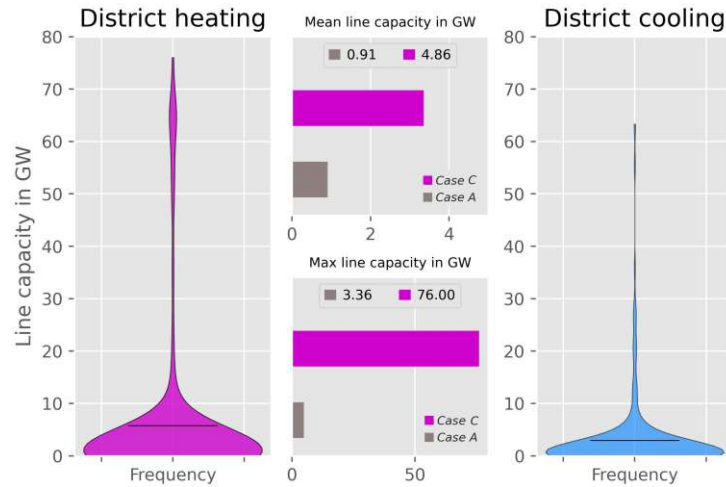 District heating
80
70
60
50
40
30
20
10
0
Line capacity in GW
Frequency
Mean line capacity in GW
0.91 4.86
Case C
Case A
0 2 4
Max line capacity in GW
3.36 76.00
Case C
Case A
0 50
District cooling
80
70
60
50
40
30
20
10
0
Frequency